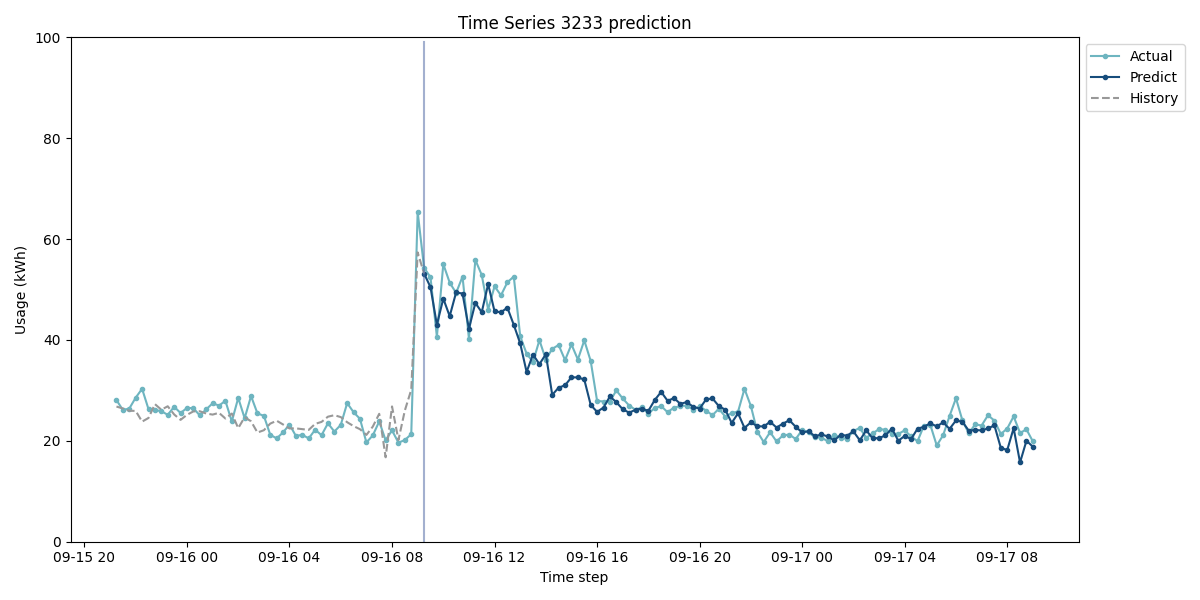 Time Series 3233 prediction
100
80
60
40
20
0
Usage (kWh)
09-15 20
09-16 00
09-16 04
09-16 08
09-16 12
09-16 16
09-16 20
09-17 00
09-17 04
09-17 08
Time step
Actual
Predict
History